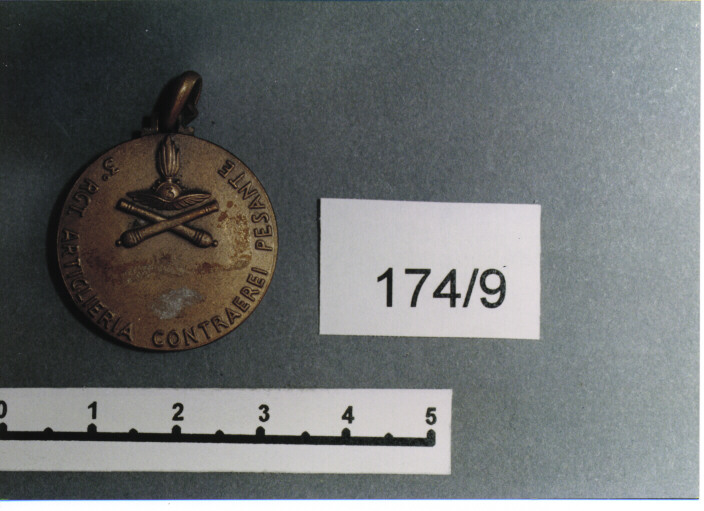 3° RGT. ARTIGLIERIA CONTRAEREI PESANTE
174/9
0 1 2 3 4 5